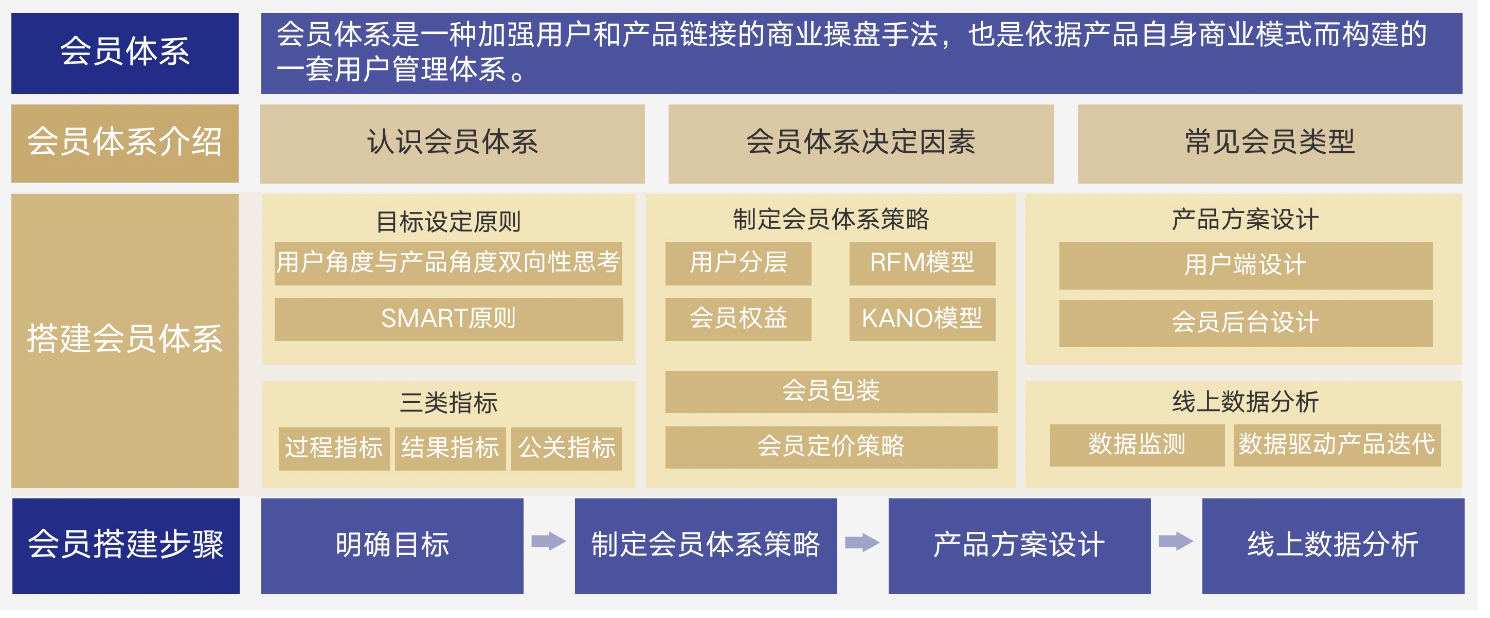 会员体系
会员体系是一种加强用户和产品链接的商业操盘手法，也是依据产品自身商业模式而构建的
一套用户管理体系。
会员体系介绍
认识会员体系
会员体系决定因素
常见会员类型
搭建会员体系
目标设定原则
用户角度与产品角度双向性思考
SMART原则
三类指标
过程指标
结果指标
公关指标
制定会员体系策略
用户分层
RFM模型
会员权益
KANO模型
会员包装
会员定价策略
产品方案设计
用户端设计
会员后台设计
线上数据分析
数据监测
数据驱动产品迭代
会员搭建步骤
明确目标
制定会员体系策略
产品方案设计
线上数据分析